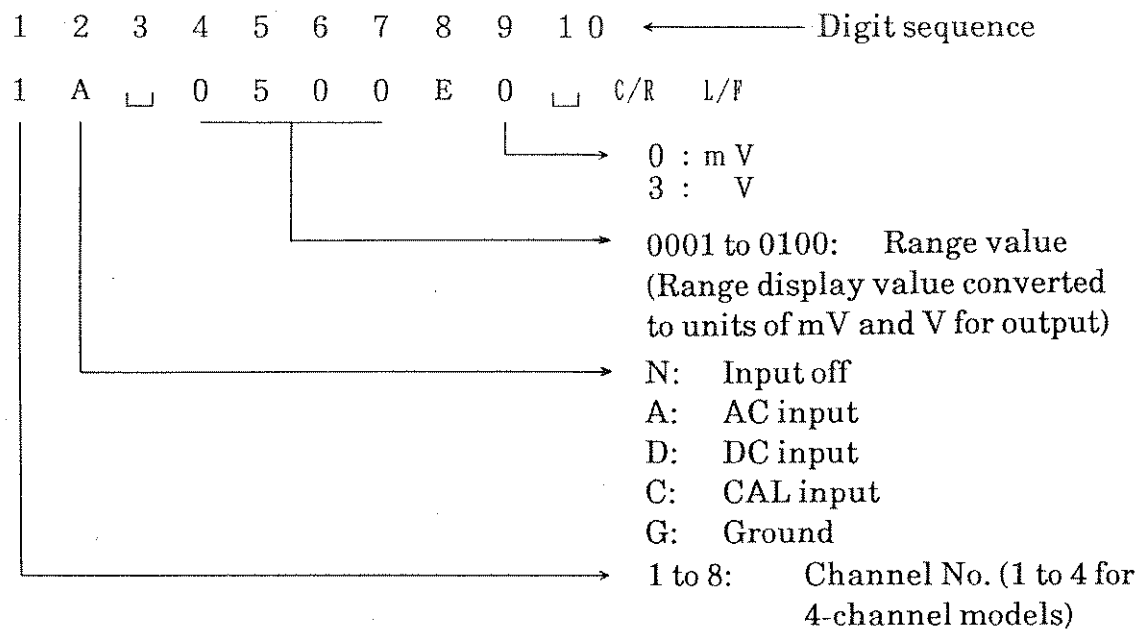 1 2 3 4 5 6 7 8 9 10 ← Digit sequence
1 A ␣ 0 5 0 0 E 0 ␣ C/R L/F
0 : mV
3 : V
0001 to 0100: Range value
(Range display value converted
to units of mV and V for output)
N: Input off
A: AC input
D: DC input
C: CAL input
G: Ground
1 to 8: Channel No. (1 to 4 for
4-channel models)